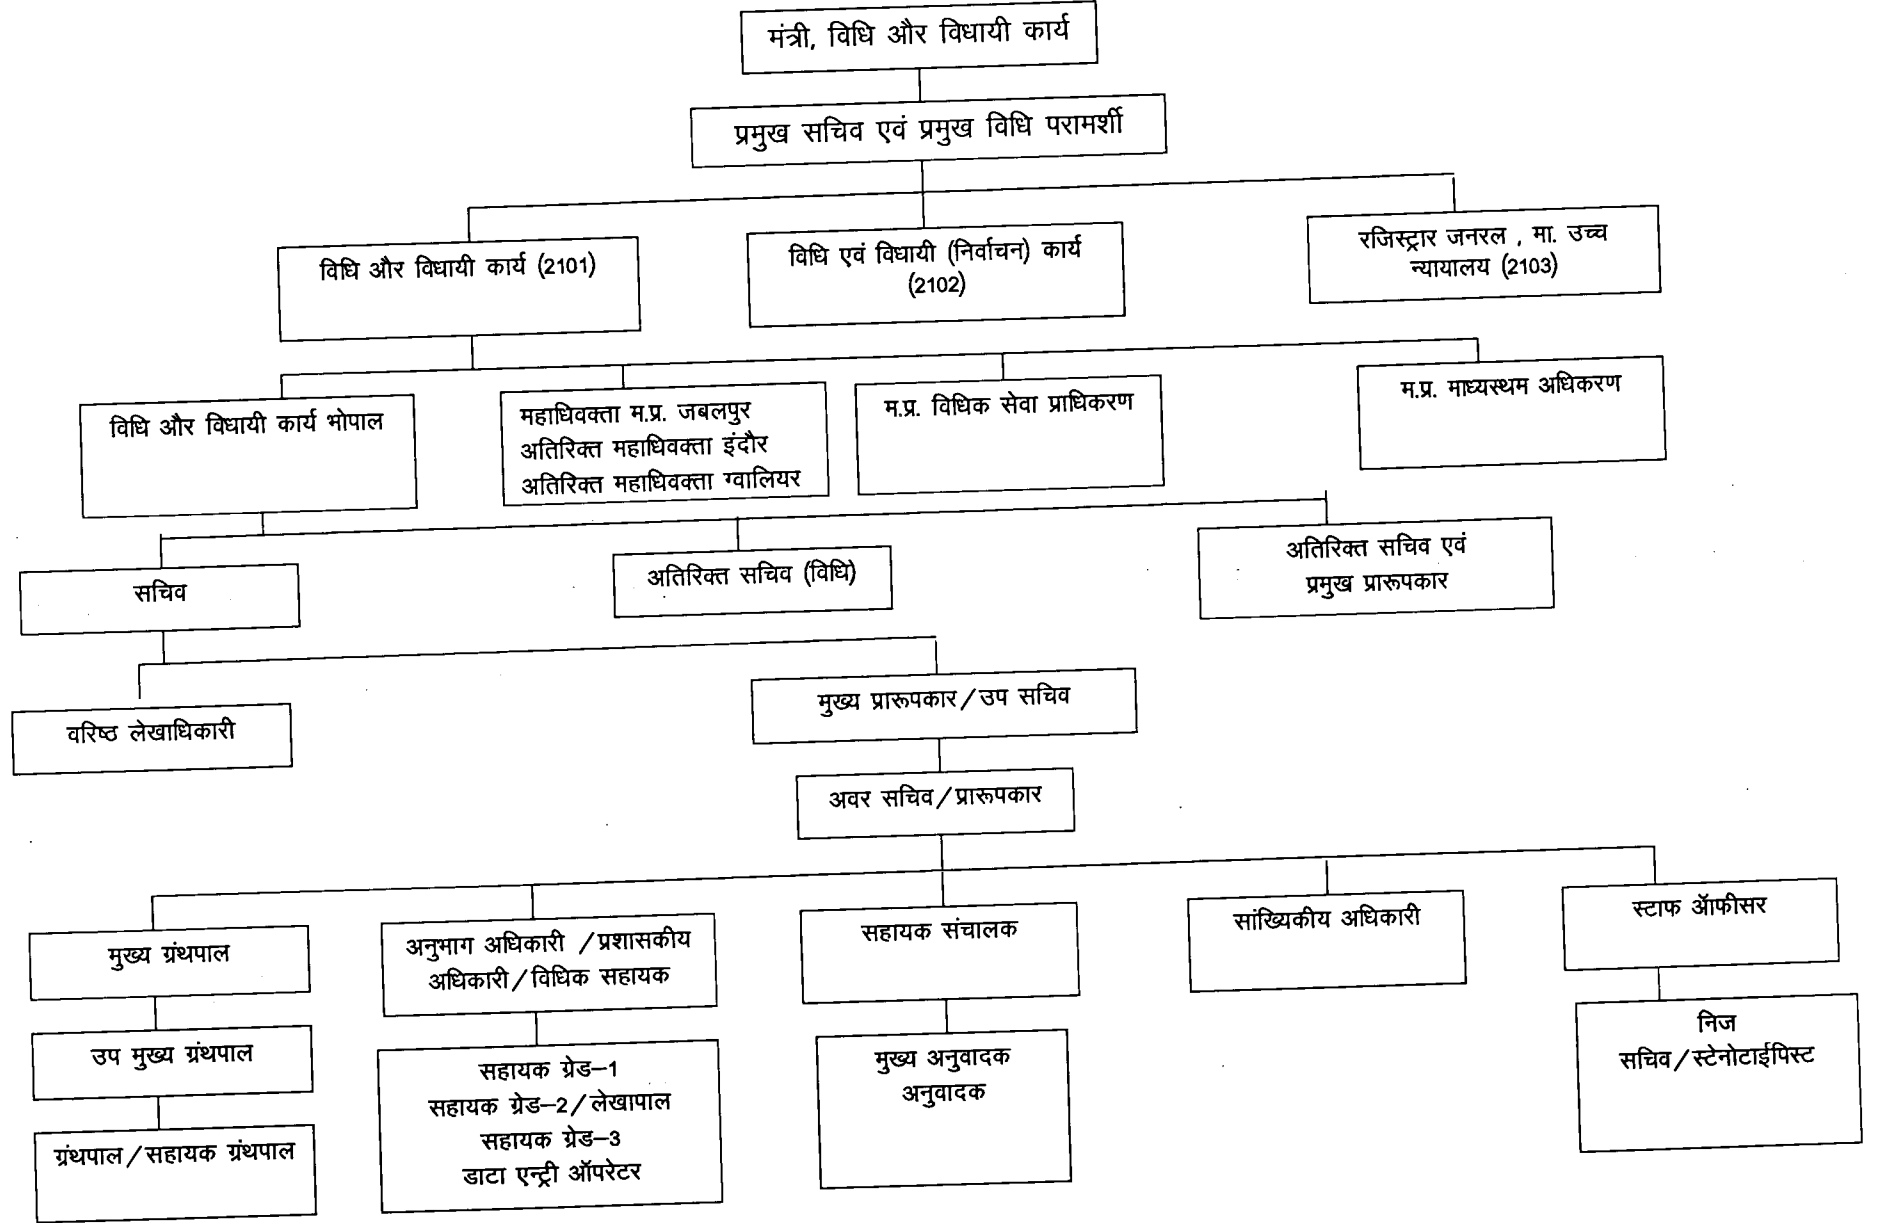 मंत्री, विधि और विधायी कार्य
प्रमुख सचिव एवं प्रमुख विधि परामर्शी
विधि और विधायी कार्य (2101)
विधि एवं विधायी (निर्वाचन) कार्य
(2102)
रजिस्ट्रार जनरल , मा. उच्च
न्यायालय (2103)
विधि और विधायी कार्य भोपाल
महाधिवक्ता म.प्र. जबलपुर
अतिरिक्त महाधिवक्ता इंदौर
अतिरिक्त महाधिवक्ता ग्वालियर
म.प्र. विधिक सेवा प्राधिकरण
म.प्र. माध्यस्थम अधिकरण
सचिव
अतिरिक्त सचिव (विधि)
अतिरिक्त सचिव एवं
प्रमुख प्रारूपकार
वरिष्ठ लेखाधिकारी
मुख्य प्रारूपकार/उप सचिव
अवर सचिव/प्रारूपकार
मुख्य ग्रंथपाल
अनुभाग अधिकारी /प्रशासकीय
अधिकारी/विधिक सहायक
सहायक संचालक
सांख्यिकीय अधिकारी
स्टाफ ऑफीसर
उप मुख्य ग्रंथपाल
सहायक ग्रेड–1
सहायक ग्रेड–2/लेखापाल
सहायक ग्रेड–3
डाटा एन्ट्री ऑपरेटर
मुख्य अनुवादक
अनुवादक
निज
सचिव/स्टेनोटाईपिस्ट
ग्रंथपाल/सहायक ग्रंथपाल